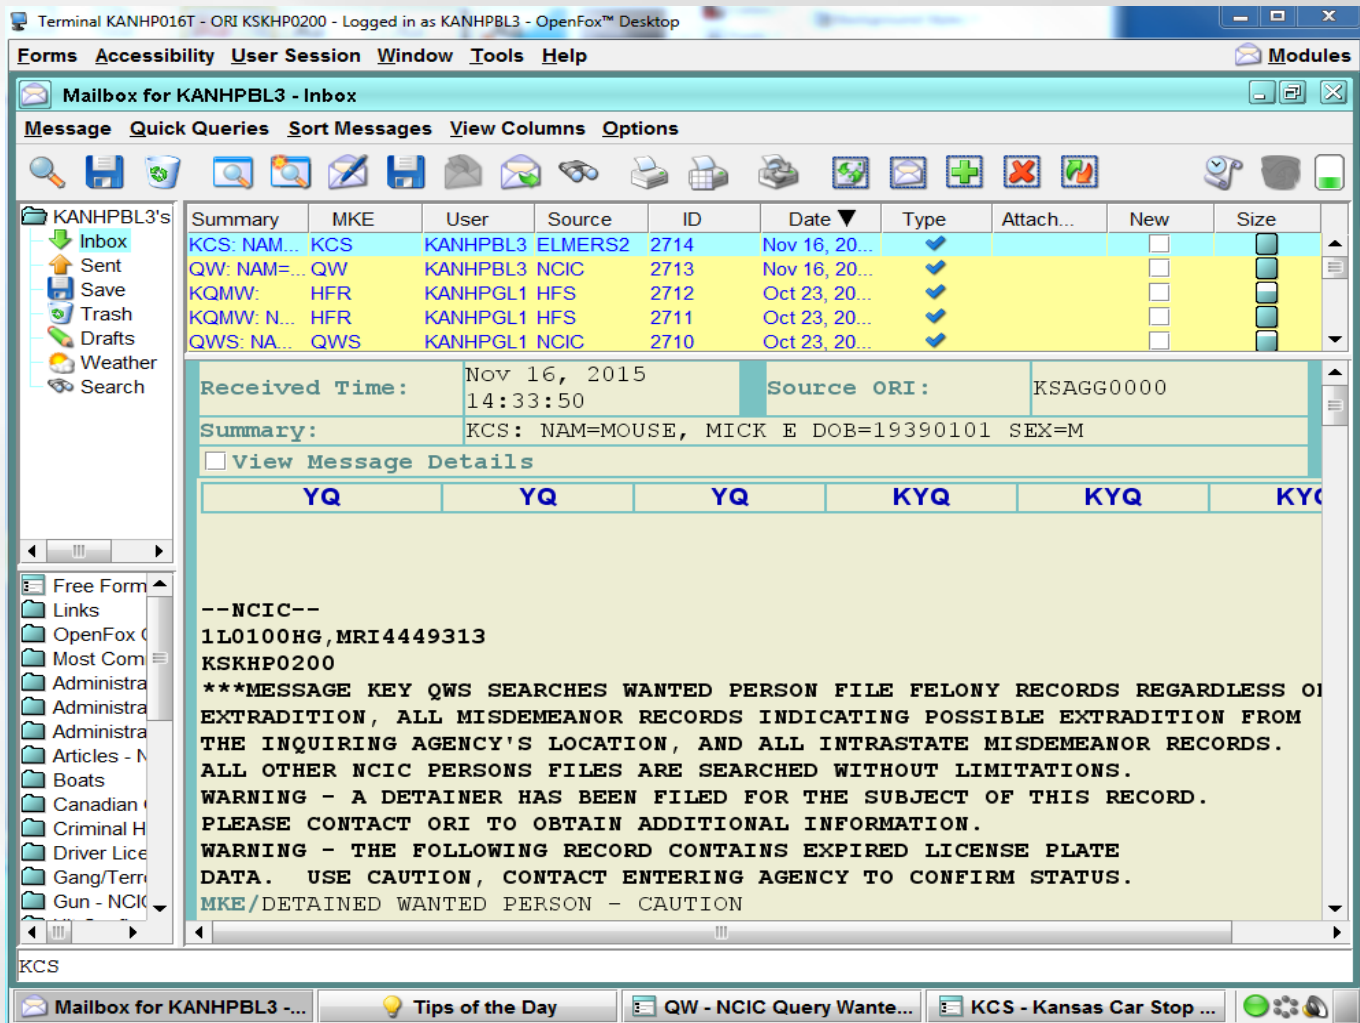 Terminal KANHP016T - ORI KSKHP0200 - Logged in as KANHPBL3 - OpenFox™ Desktop
Forms Accessibility User Session Window Tools Help Modules
Mailbox for KANHPBL3 - Inbox
Message Quick Queries Sort Messages View Columns Options
KANHPBL3's
Inbox
Sent
Save
Trash
Drafts
Weather
Search
Summary MKE User Source ID Date ▼ Type Attach... New Size
KCS: NAM... KCS KANHPBL3 ELMERS2 2714 Nov 16, 20...
QW: NAM=... QW KANHPBL3 NCIC 2713 Nov 16, 20...
KQMW: HFR KANHPGL1 HFS 2712 Oct 23, 20...
KQMW: N... HFR KANHPGL1 HFS 2711 Oct 23, 20...
QWS: NA... QWS KANHPGL1 NCIC 2710 Oct 23, 20...
Received Time: Nov 16, 2015 14:33:50 Source ORI: KSAGG0000
Summary: KCS: NAM=MOUSE, MICK E DOB=19390101 SEX=M
View Message Details
YQ YQ YQ KYQ KYQ
--NCIC--
1L0100HG,MRI4449313
KSKHP0200
***MESSAGE KEY QWS SEARCHES WANTED PERSON FILE FELONY RECORDS REGARDLESS
EXTRADITION, ALL MISDEMEANOR RECORDS INDICATING POSSIBLE EXTRADITION FROM
THE INQUIRING AGENCY'S LOCATION, AND ALL INTRASTATE MISDEMEANOR RECORDS.
ALL OTHER NCIC PERSONS FILES ARE SEARCHED WITHOUT LIMITATIONS.
WARNING - A DETAINER HAS BEEN FILED FOR THE SUBJECT OF THIS RECORD.
PLEASE CONTACT ORI TO OBTAIN ADDITIONAL INFORMATION.
WARNING - THE FOLLOWING RECORD CONTAINS EXPIRED LICENSE PLATE
DATA. USE CAUTION, CONTACT ENTERING AGENCY TO CONFIRM STATUS.
MKE/DETAINED WANTED PERSON - CAUTION
Free Form
Links
OpenFox
Most Com
Administra
Administra
Administra
Articles - N
Boats
Canadian
Criminal H
Driver Lice
Gang/Terr
Gun - NCI
KCS
Mailbox for KANHPBL3 -... Tips of the Day QW - NCIC Query Wante... KCS - Kansas Car Stop ...